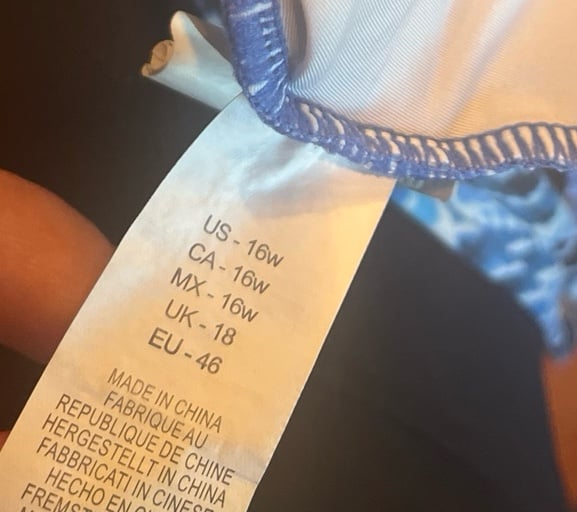 US - 16w
CA - 16w
MX - 16w
UK - 18
EU - 46
MADE IN CHINA
FABRIQUE AU
REPUBLIQUE DE CHINE
HERGESTELLT IN CHINA
FABBRICATI IN CINESE
HECHO EN